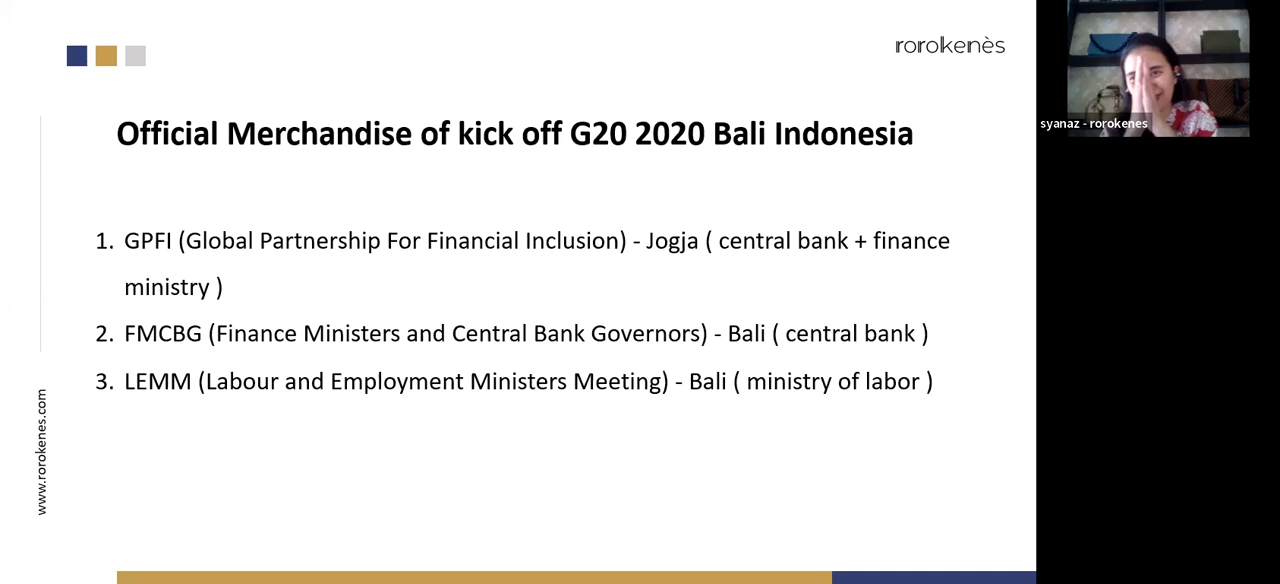 rorokenès
syanaz - rorokenes
Official Merchandise of kick off G20 2020 Bali Indonesia
1. GPFI (Global Partnership For Financial Inclusion) - Jogja ( central bank + finance
ministry )
2. FMCBG (Finance Ministers and Central Bank Governors) - Bali ( central bank )
3. LEMM (Labour and Employment Ministers Meeting) - Bali ( ministry of labor )
www.rorokenes.com